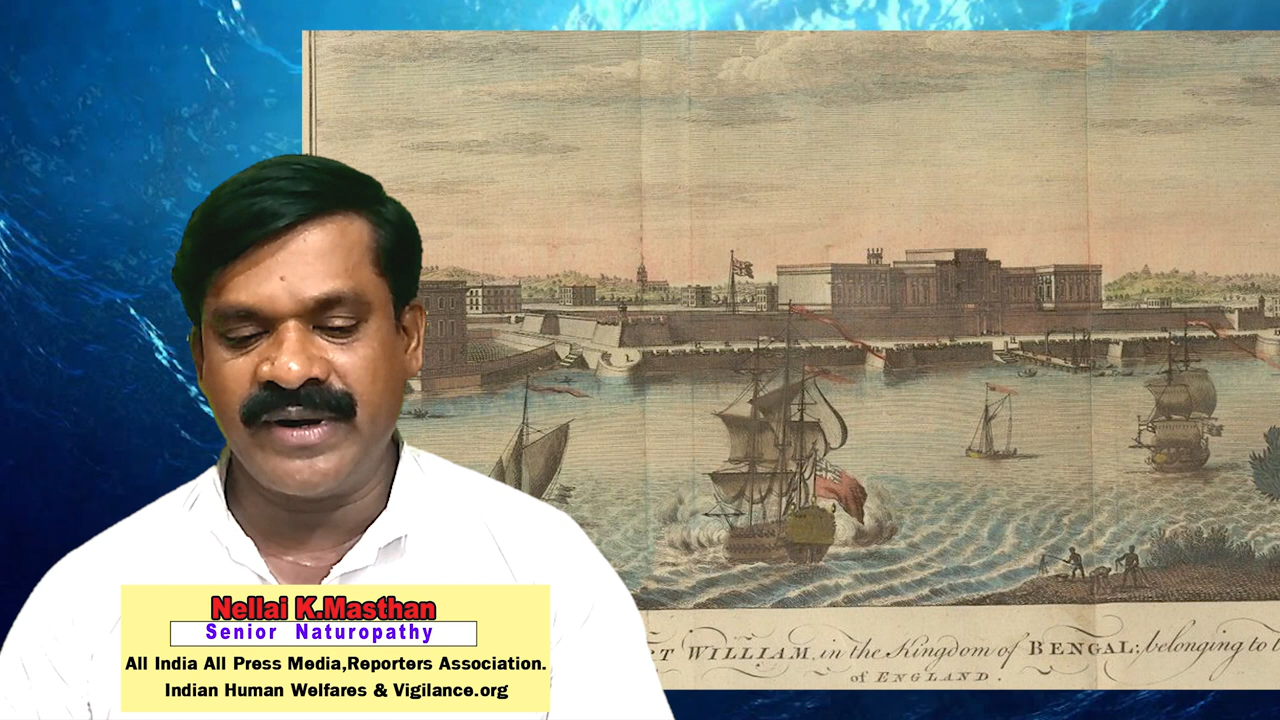 Nellai K.Masthan
Senior Naturopathy
All India All Press Media,Reporters Association.
Indian Human Welfares & Vigilance.org
WILLIAM, in the Kingdom of BENGAL; belonging to
of ENGLAND.